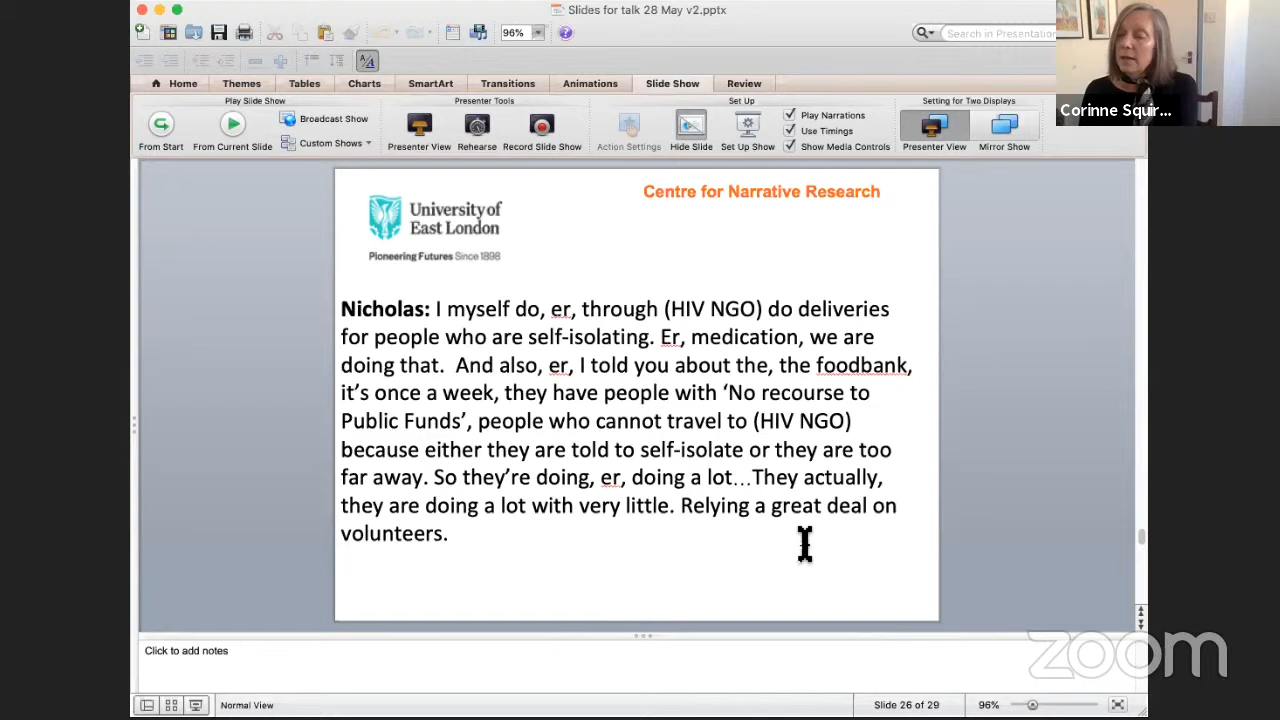 Slides for talk 28 May v2.pptx
96%
Search in Presentation
Home Themes Tables Charts SmartArt Transitions Animations Slide Show Review
Play Slide Show Presenter Tools Set Up Setting for Two Displays
Broadcast Show
Custom Shows
Play Narrations
Use Timings
Show Media Controls
From Start From Current Slide Presenter View Rehearse Record Slide Show Action Settings Hide Slide Set Up Show Presenter View Mirror Show
Corinne Squir...
Centre for Narrative Research
University of
East London
Pioneering Futures Since 1898
Nicholas: I myself do, er, through (HIV NGO) do deliveries
for people who are self-isolating. Er, medication, we are
doing that.  And also, er, I told you about the, the foodbank,
it’s once a week, they have people with ‘No recourse to
Public Funds’, people who cannot travel to (HIV NGO)
because either they are told to self-isolate or they are too
far away. So they’re doing, er, doing a lot…They actually,
they are doing a lot with very little. Relying a great deal on
volunteers.
Click to add notes
zoom
Normal View Slide 26 of 29 96%